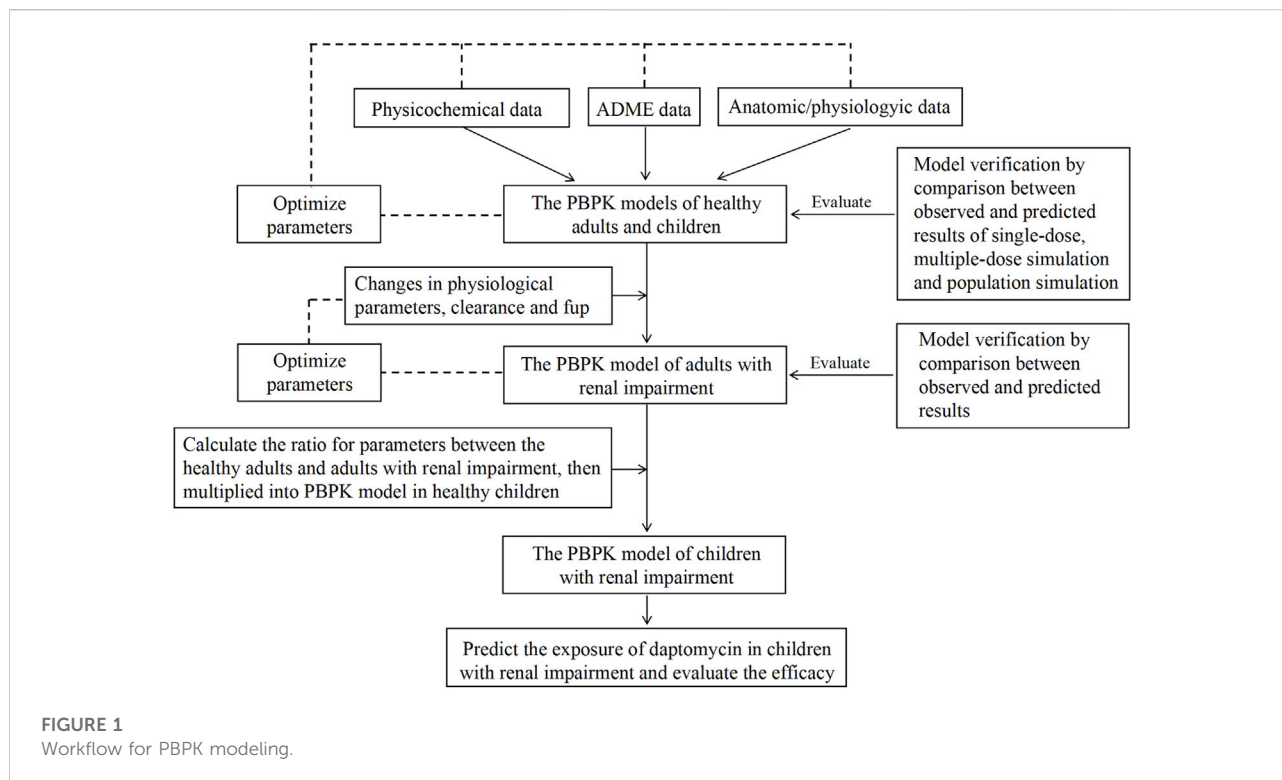 Physicochemical data
ADME data
Anatomic/physiologyic data
Optimize
parameters
The PBPK models of healthy
adults and children
Evaluate
Model verification by
comparison between
observed and predicted
results of single-dose,
multiple-dose simulation
and population simulation
Changes in physiological
parameters, clearance and fup
Optimize
parameters
The PBPK model of adults with
renal impairment
Evaluate
Model verification by
comparison between
observed and predicted
results
Calculate the ratio for parameters between the
healthy adults and adults with renal impairment, then
multiplied into PBPK model in healthy children
The PBPK model of children
with renal impairment
Predict the exposure of daptomycin in children
with renal impairment and evaluate the efficacy
FIGURE 1
Workflow for PBPK modeling.